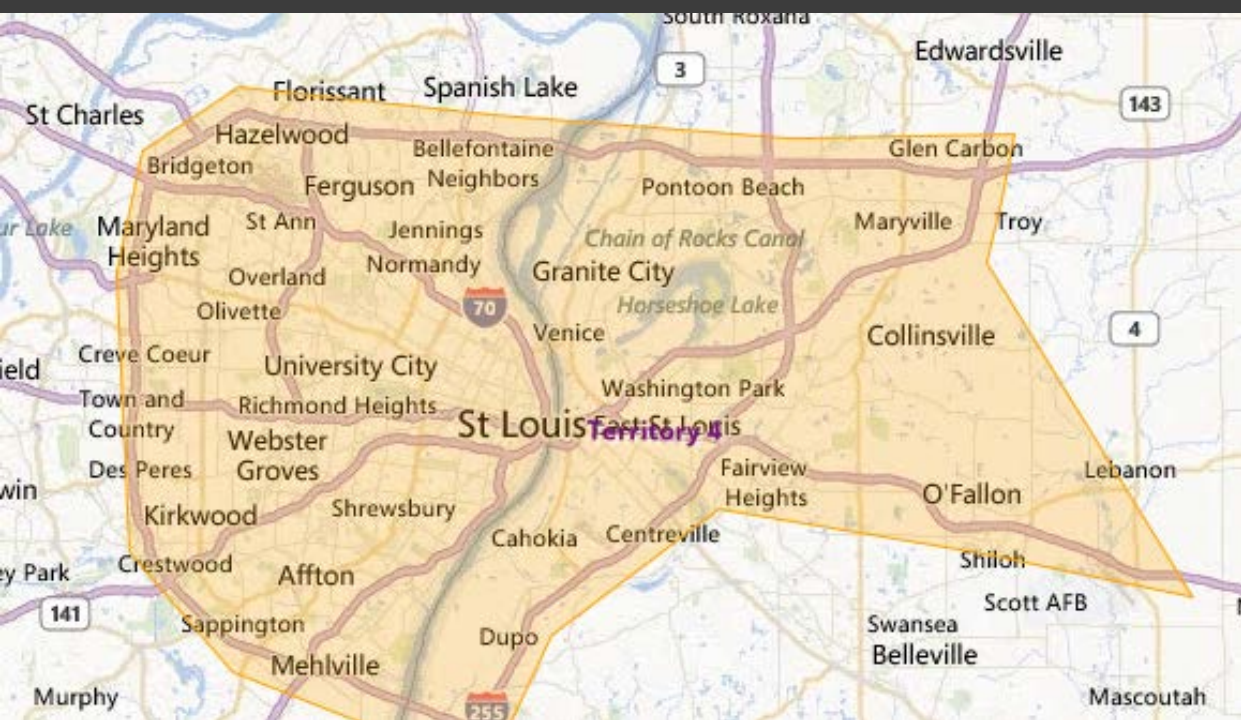 South Roxana
Edwardsville
3
Florissant
Spanish Lake
143
St Charles
Hazelwood
Bellefontaine
Neighbors
Glen Carbon
Bridgeton
Ferguson
Pontoon Beach
Maryland
Heights
St Ann
Jennings
Maryville
Troy
ur Lake
Chain of Rocks Canal
Normandy
Granite City
Overland
Horseshoe Lake
Olivette
70
Venice
Collinsville
4
Creve Coeur
University City
ield
Washington Park
Town and
Country
Richmond Heights
St Louis
East St Louis
Territory 4
Webster
Groves
Des Peres
Fairview
Heights
Lebanon
win
O'Fallon
Kirkwood
Shrewsbury
Cahokia
Centreville
Crestwood
Shiloh
ey Park
Affton
Scott AFB
141
Sappington
Swansea
Dupo
Belleville
Mehlville
Murphy
255
Mascoutah